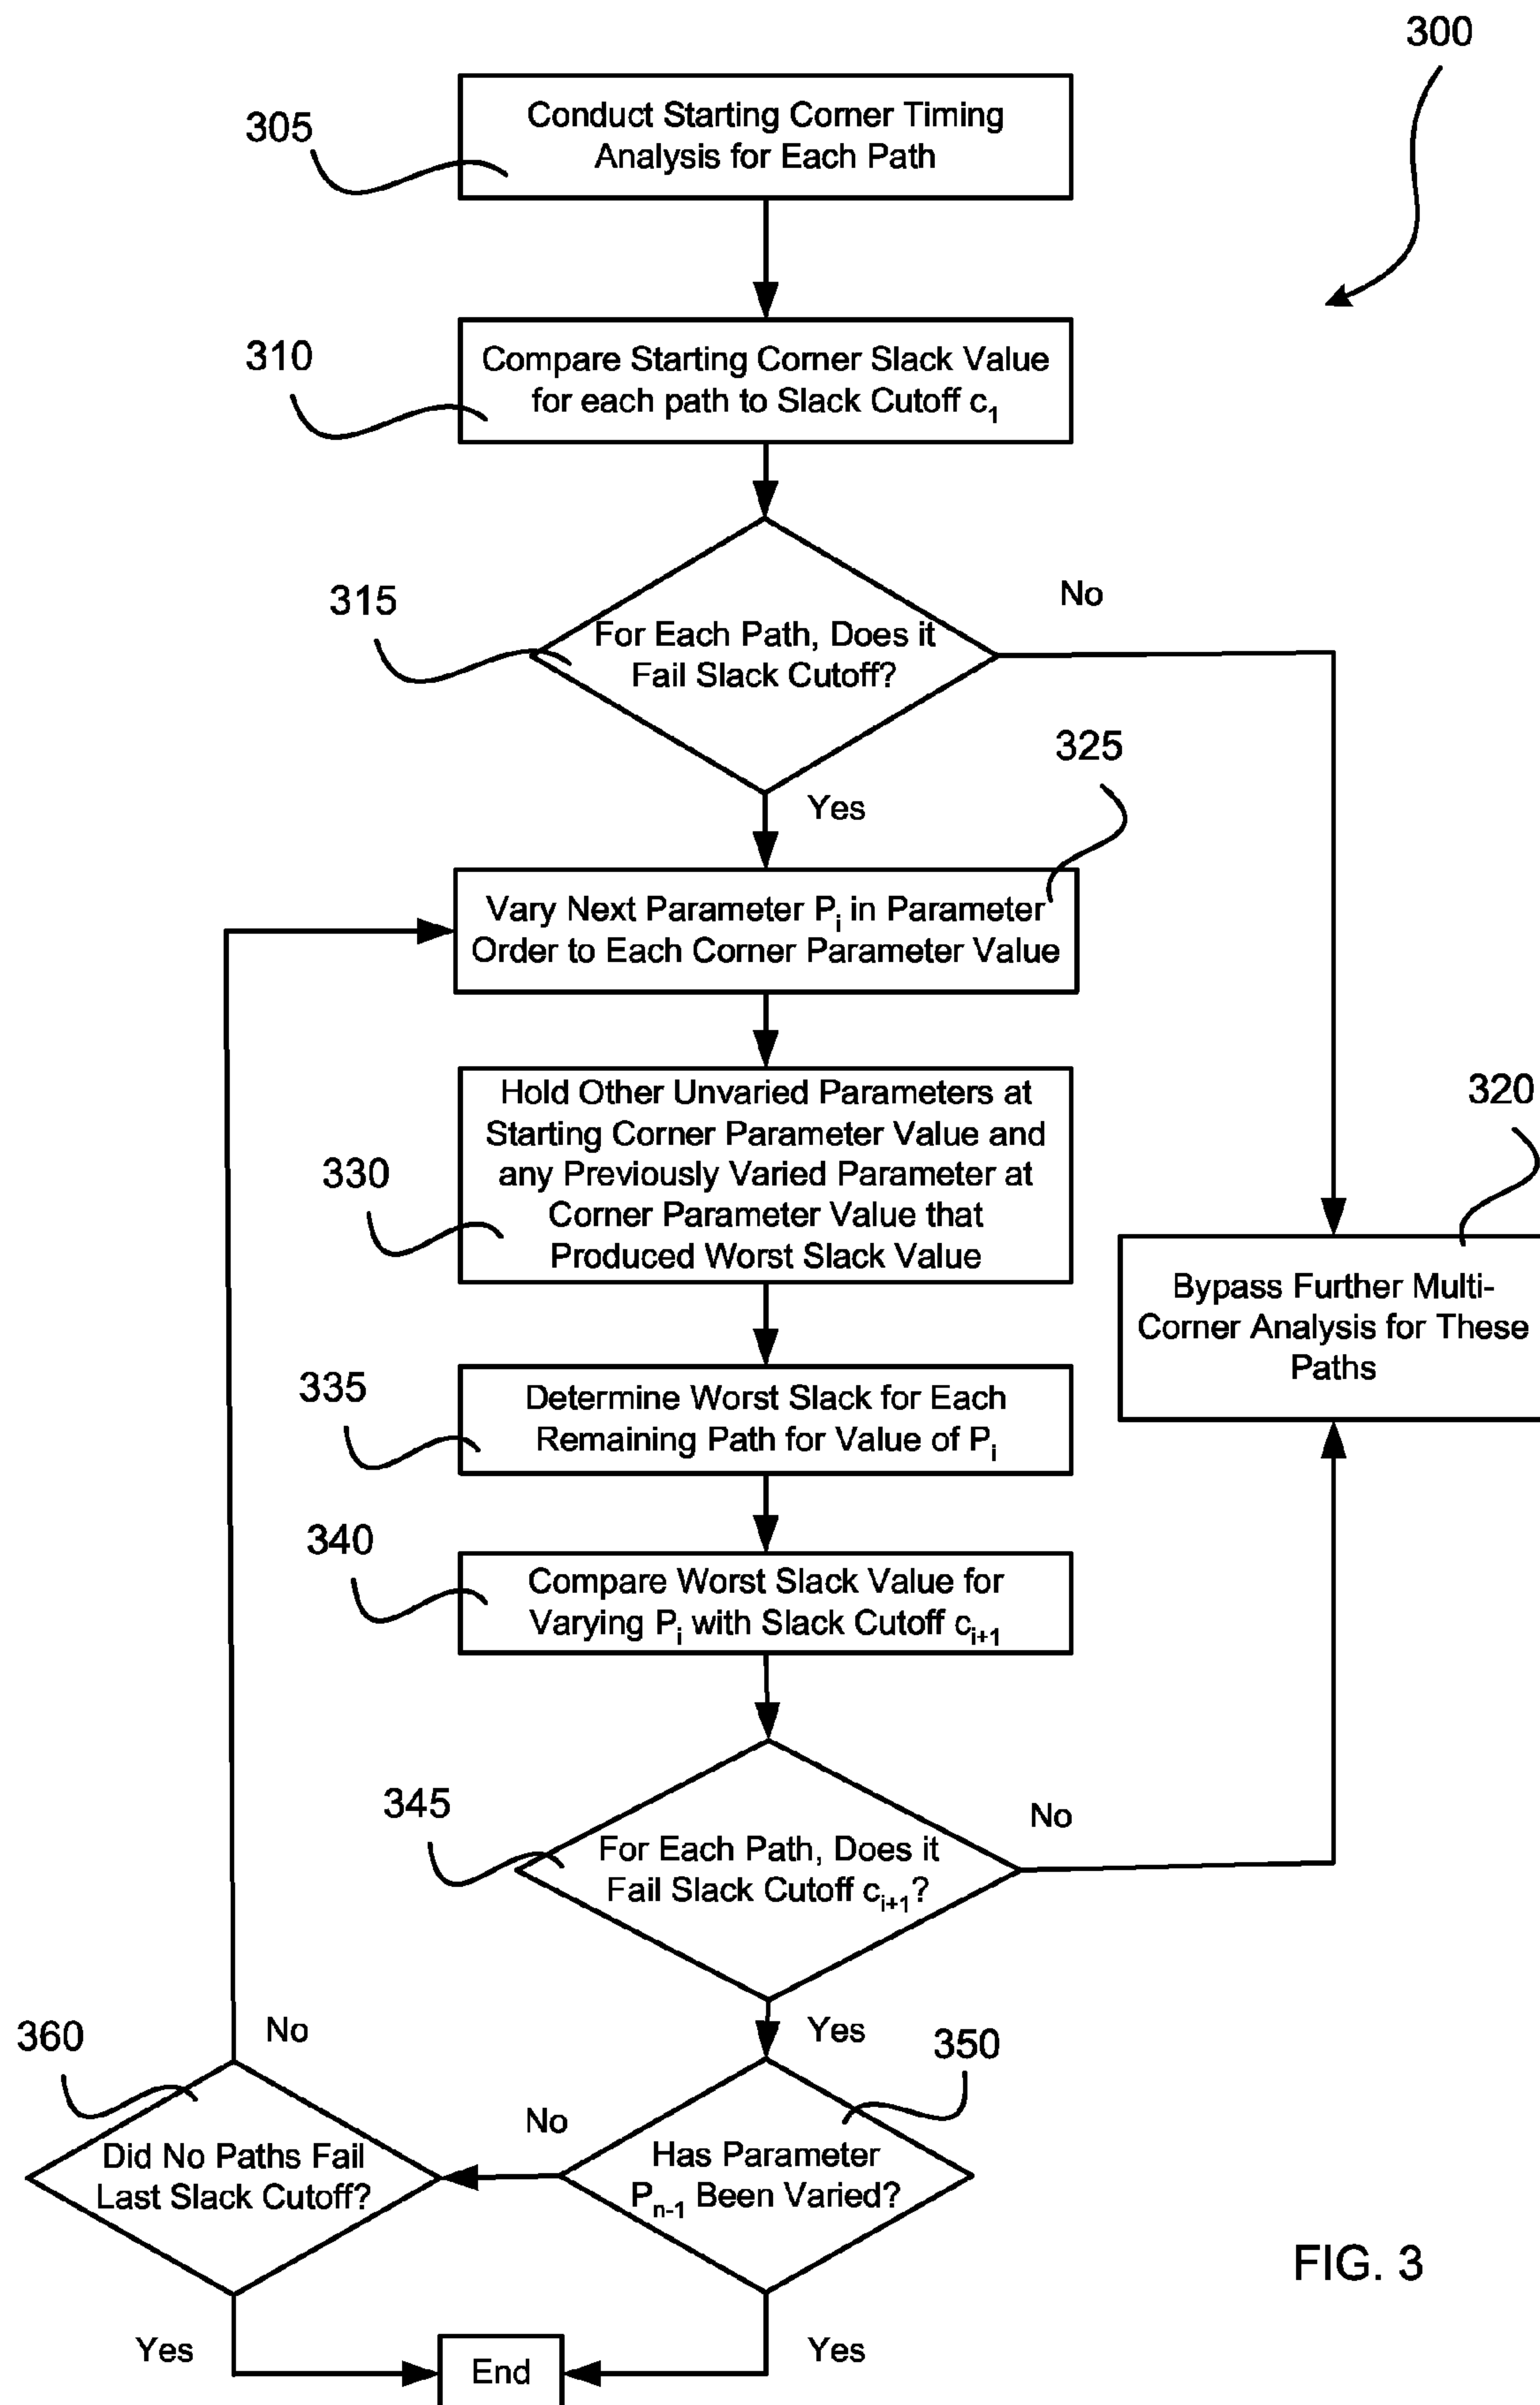 300
305
Conduct Starting Corner Timing
Analysis for Each Path
310
Compare Starting Corner Slack Value
for each path to Slack Cutoff c₁
315
For Each Path, Does it
Fail Slack Cutoff?
No
Yes
325
Vary Next Parameter Pᵢ in Parameter
Order to Each Corner Parameter Value
330
Hold Other Unvaried Parameters at
Starting Corner Parameter Value and
any Previously Varied Parameter at
Corner Parameter Value that
Produced Worst Slack Value
320
Bypass Further Multi-
Corner Analysis for These
Paths
335
Determine Worst Slack for Each
Remaining Path for Value of Pᵢ
340
Compare Worst Slack Value for
Varying Pᵢ with Slack Cutoff cᵢ₊₁
345
For Each Path, Does it
Fail Slack Cutoff cᵢ₊₁?
No
Yes
350
Has Parameter
Pₙ₋₁ Been Varied?
No
360
Did No Paths Fail
Last Slack Cutoff?
No
Yes
Yes
End
FIG. 3